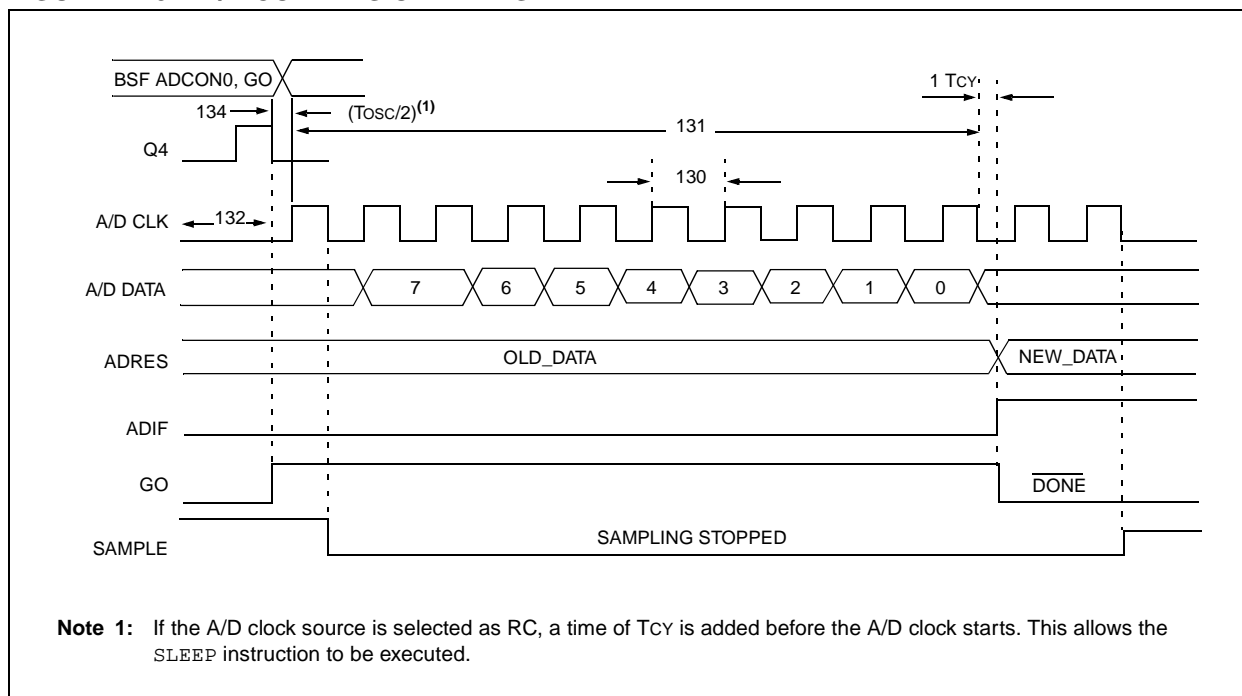 BSF ADCON0, GO
1 TCY
134
(TOSC/2)(1)
131
Q4
130
A/D CLK
132
A/D DATA
7 6 5 4 3 2 1 0
ADRES
OLD_DATA
NEW_DATA
ADIF
GO
DONE
SAMPLE
SAMPLING STOPPED
Note 1: If the A/D clock source is selected as RC, a time of TCY is added before the A/D clock starts. This allows the
SLEEP instruction to be executed.